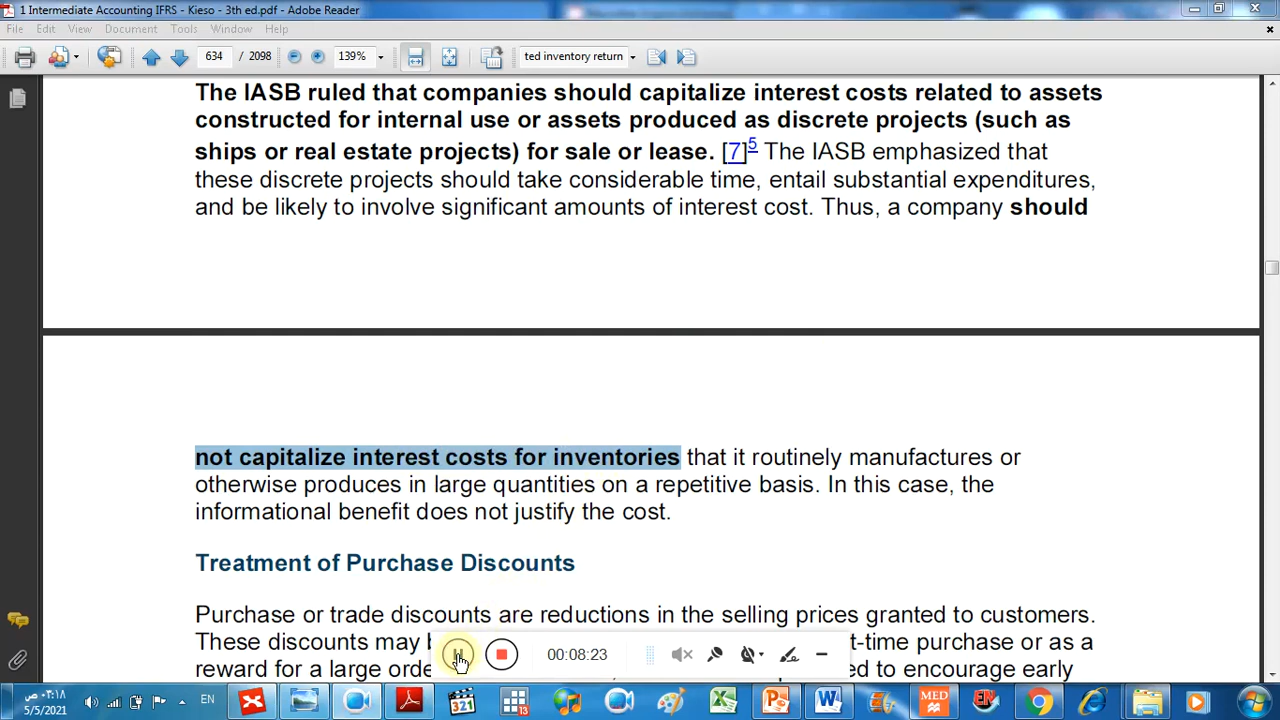 1 Intermediate Accounting IFRS - Kieso - 3th ed.pdf - Adobe Reader
File Edit View Document Tools Window Help
634 / 2098 139% ted inventory return
The IASB ruled that companies should capitalize interest costs related to assets
constructed for internal use or assets produced as discrete projects (such as
ships or real estate projects) for sale or lease. [7]5 The IASB emphasized that
these discrete projects should take considerable time, entail substantial expenditures,
and be likely to involve significant amounts of interest cost. Thus, a company should
not capitalize interest costs for inventories that it routinely manufactures or
otherwise produces in large quantities on a repetitive basis. In this case, the
informational benefit does not justify the cost.
Treatment of Purchase Discounts
Purchase or trade discounts are reductions in the selling prices granted to customers.
These discounts may t-time purchase or as a
reward for a large orde ed to encourage early
00:08:23
321
13
MED
EN
٠٣:١٨ ص
5/5/2021